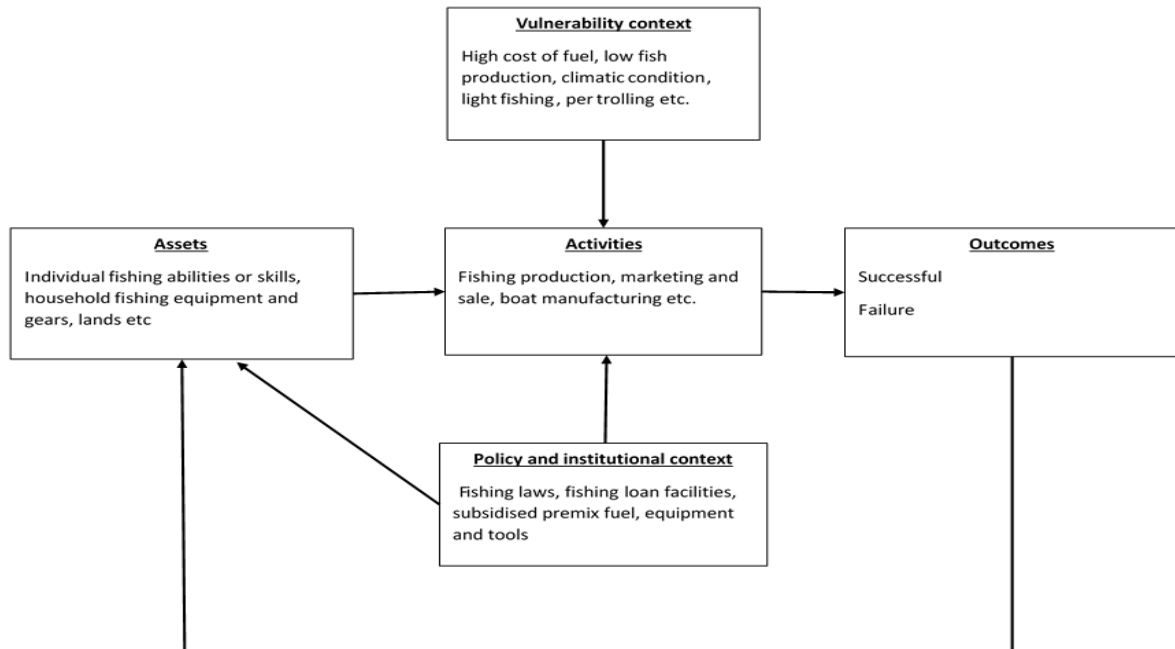 Vulnerability context
High cost of fuel, low fish
production, climatic condition,
light fishing, per trolling etc.
Assets
Individual fishing abilities or skills,
household fishing equipment and
gears, lands etc
Activities
Fishing production, marketing and
sale, boat manufacturing etc.
Outcomes
Successful
Failure
Policy and institutional context
Fishing laws, fishing loan facilities,
subsidised premix fuel, equipment
and tools